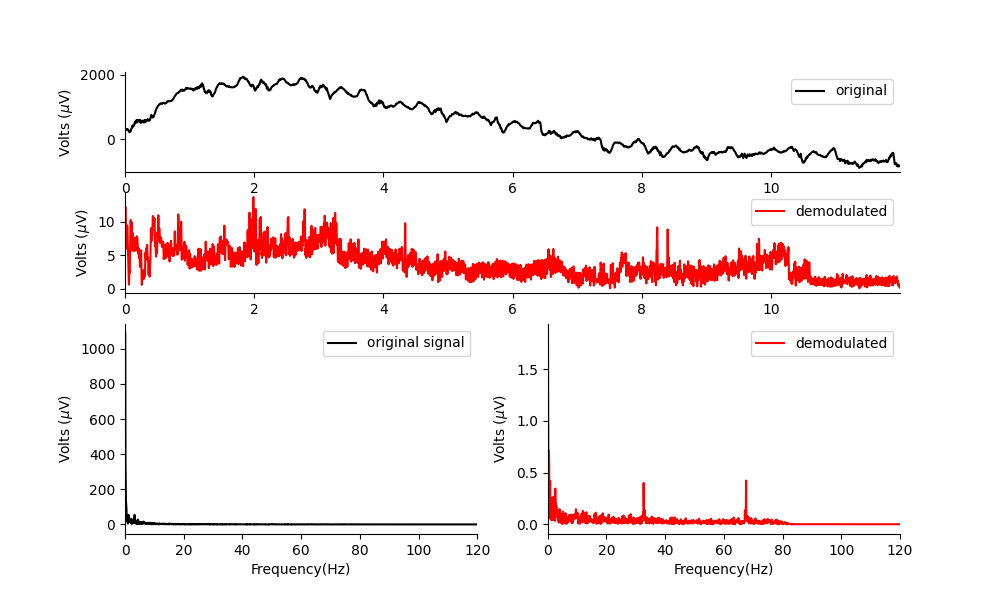 2000
0
Volts (μV)
original
0 2 4 6 8 10
10
5
0
Volts (μV)
demodulated
0 2 4 6 8 10
1000
800
600
400
200
0
Volts (μV)
original signal
0 20 40 60 80 100 120
Frequency(Hz)
1.5
1.0
0.5
0.0
Volts (μV)
demodulated
0 20 40 60 80 100 120
Frequency(Hz)